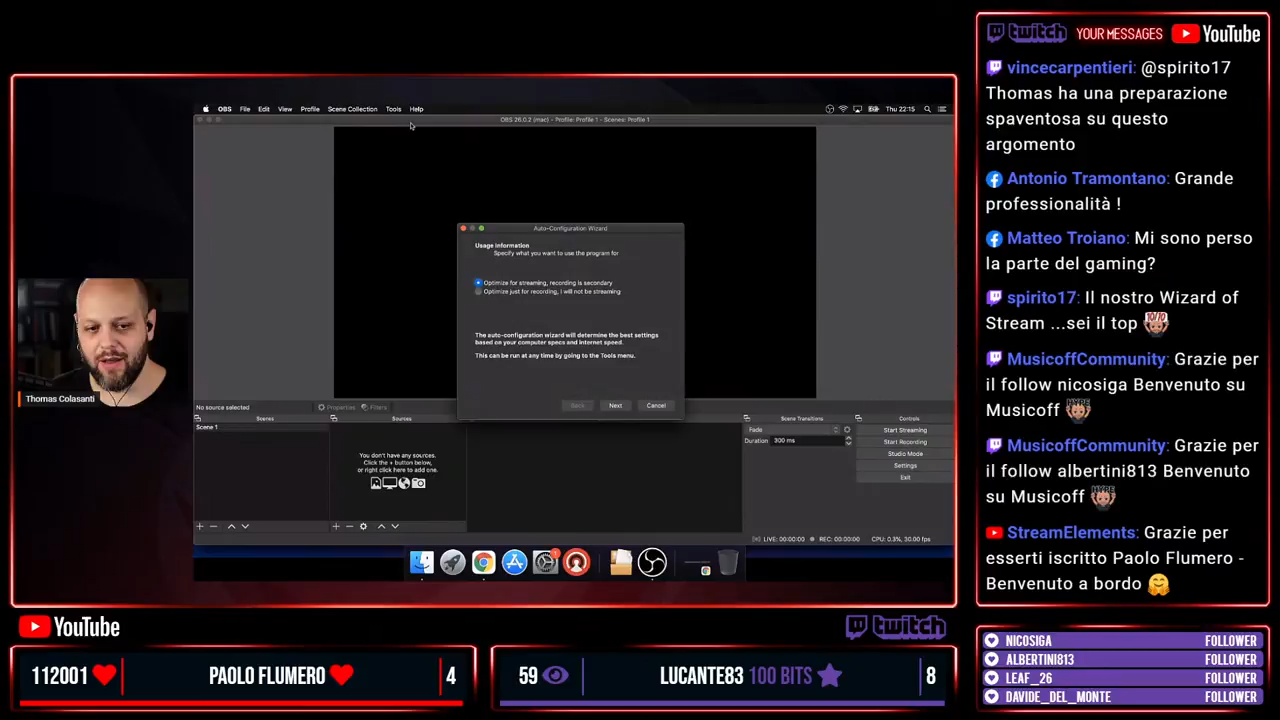 OBS File Edit View Profile Scene Collection Tools Help
Thu 22:15
OBS 26.0.2 (mac) - Profile: Profile 1 - Scenes: Profile 1
Auto-Configuration Wizard
Usage Information
Specify what you want to use the program for
Optimize for streaming, recording is secondary
Optimize just for recording, I will not be streaming
The auto-configuration wizard will determine the best settings
based on your computer specs and internet speed.
This can be run at any time by going to the Tools menu.
Back Next Cancel
Thomas Colasanti
No source selected
Properties Filters
Scenes
Scene 1
Sources
You don't have any sources.
Click the + button below,
or right click here to add one.
Scene Transitions
Fade
Duration 300 ms
Controls
Start Streaming
Start Recording
Studio Mode
Settings
Exit
LIVE: 00:00:00 REC: 00:00:00 CPU: 0.3%, 30.00 fps
1
twitch YOUR MESSAGES YouTube
vincecarpentieri: @spirito17
Thomas ha una preparazione
spaventosa su questo
argomento
Antonio Tramontano: Grande
professionalità !
Matteo Troiano: Mi sono perso
la parte del gaming?
spirito17: Il nostro Wizard of
Stream ...sei il top
MusicoffCommunity: Grazie per
il follow nicosiga Benvenuto su
Musicoff HYPE
MusicoffCommunity: Grazie per
il follow albertini813 Benvenuto
su Musicoff HYPE
StreamElements: Grazie per
esserti iscritto Paolo Flumero -
Benvenuto a bordo
YouTube
twitch
112001 PAOLO FLUMERO 4
59 LUCANTE83 100 BITS 8
NICOSIGA FOLLOWER
ALBERTINI813 FOLLOWER
LEAF_26 FOLLOWER
DAVIDE_DEL_MONTE FOLLOWER